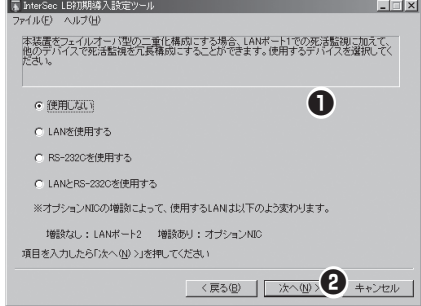 InterSec LB初期導入設定ツール
ファイル(F) ヘルプ(H)
本装置をフェイルオーバ型の二重化構成にする場合、LANポート1での死活監視に加えて、
他のデバイスで死活監視を冗長構成にすることができます。使用するデバイスを選択してく
ださい。
❶
使用しない
LANを使用する
RS-232Cを使用する
LANとRS-232Cを使用する
※オプションNICの増設によって、使用するLANは以下のよう変わります。
増設なし：LANポート2 増設あり：オプションNIC
項目を入力したら「次へ(N) >」を押してください
< 戻る(B) 次へ(N) > ❷ キャンセル